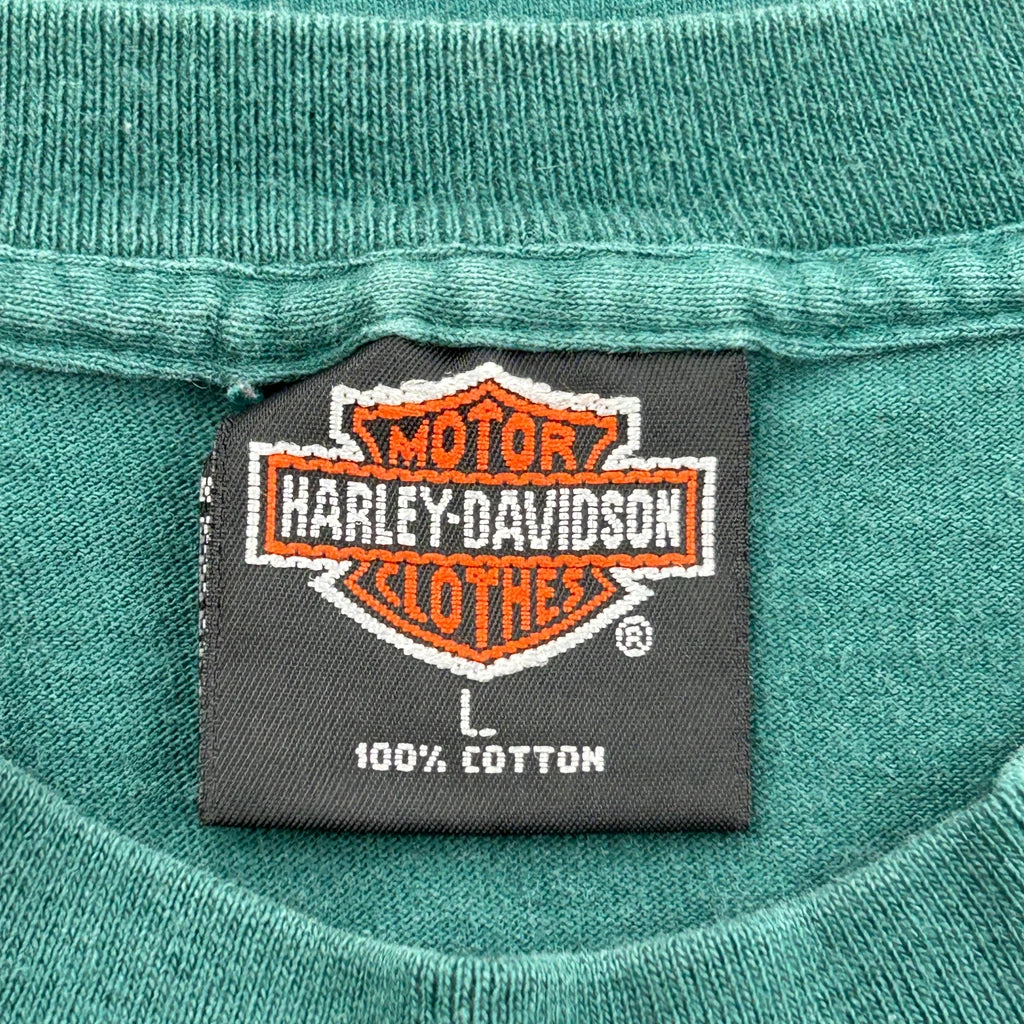 MOTOR
HARLEY-DAVIDSON
CLOTHES
®
L
100% COTTON